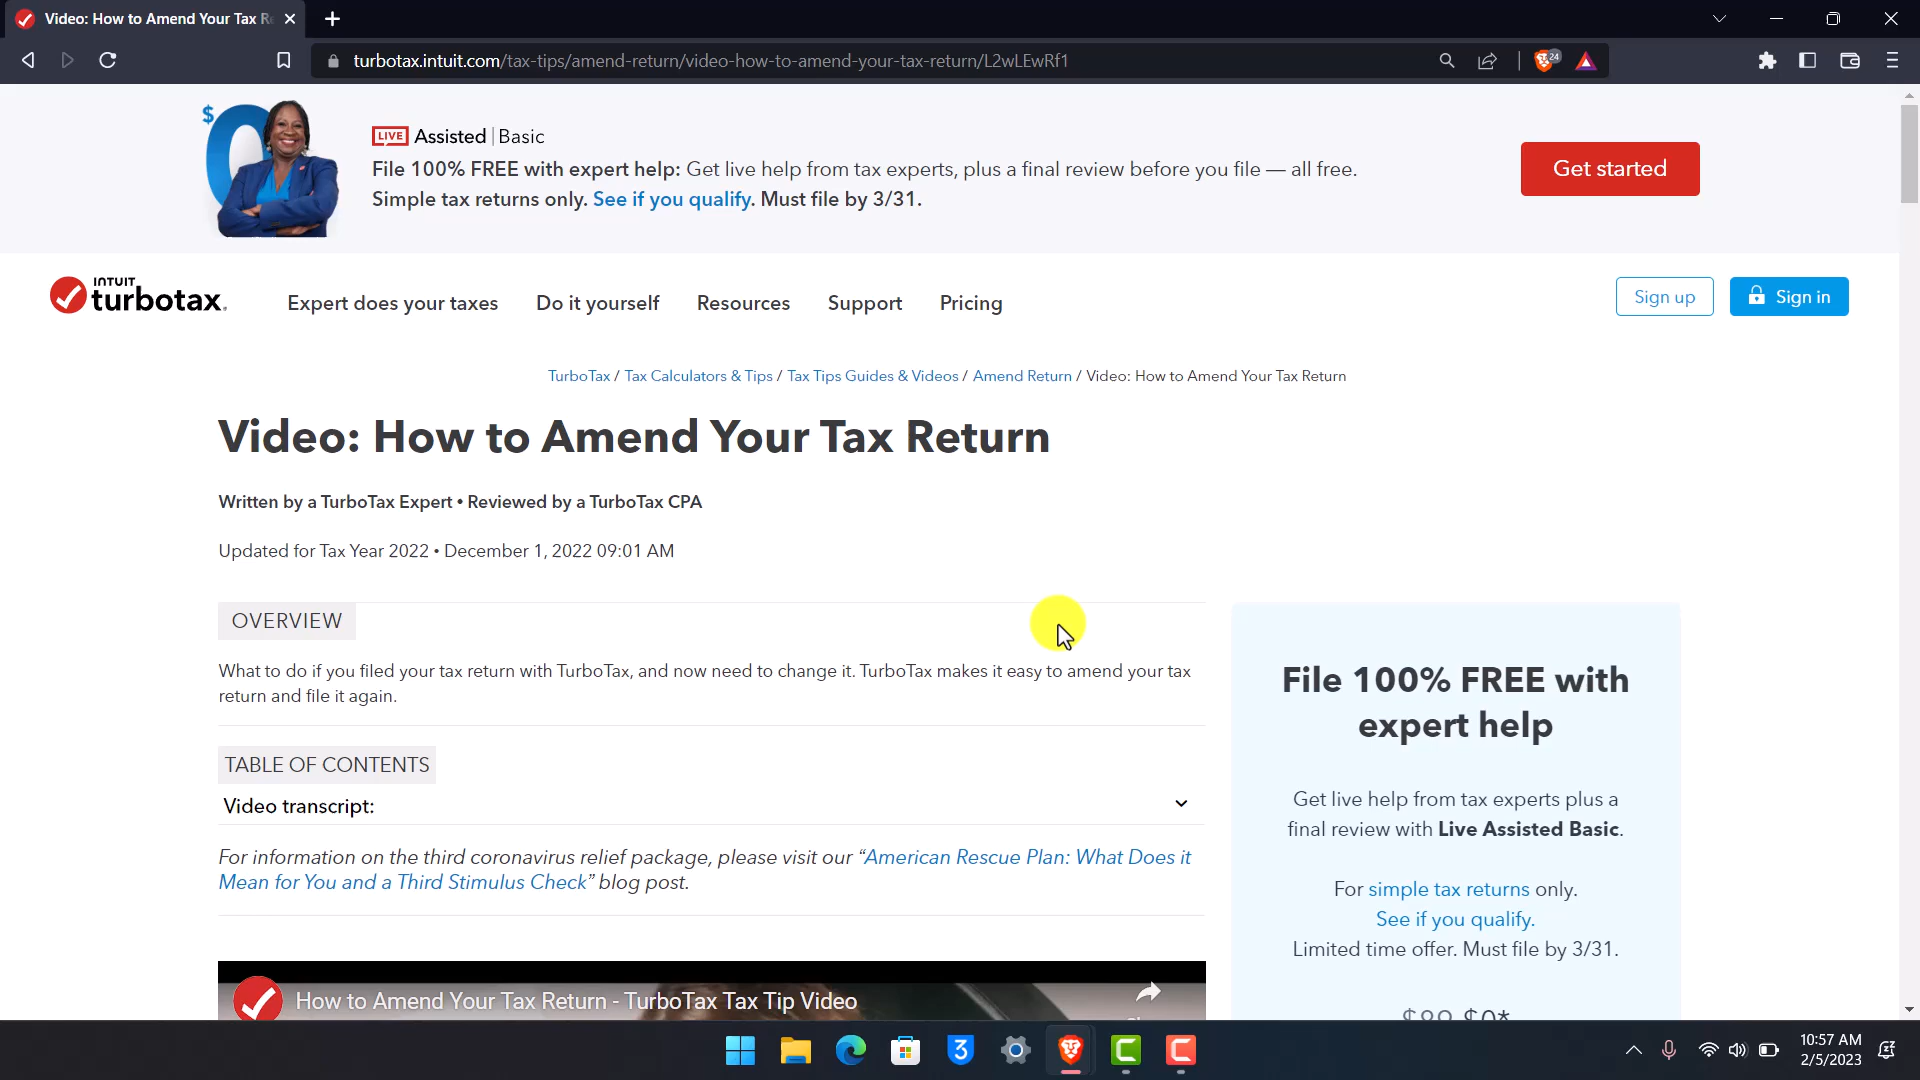 Video: How to Amend Your Tax Re
turbotax.intuit.com/tax-tips/amend-return/video-how-to-amend-your-tax-return/L2wLEwRf1
24
$0
LIVE Assisted | Basic
File 100% FREE with expert help: Get live help from tax experts, plus a final review before you file — all free.
Simple tax returns only. See if you qualify. Must file by 3/31.
Get started
INTUIT
turbotax.
Expert does your taxes
Do it yourself
Resources
Support
Pricing
Sign up
Sign in
TurboTax / Tax Calculators & Tips / Tax Tips Guides & Videos / Amend Return / Video: How to Amend Your Tax Return
Video: How to Amend Your Tax Return
Written by a TurboTax Expert • Reviewed by a TurboTax CPA
Updated for Tax Year 2022 • December 1, 2022 09:01 AM
OVERVIEW
What to do if you filed your tax return with TurboTax, and now need to change it. TurboTax makes it easy to amend your tax
return and file it again.
TABLE OF CONTENTS
Video transcript:
For information on the third coronavirus relief package, please visit our “American Rescue Plan: What Does it
Mean for You and a Third Stimulus Check” blog post.
How to Amend Your Tax Return - TurboTax Tax Tip Video
File 100% FREE with
expert help
Get live help from tax experts plus a
final review with Live Assisted Basic.
For simple tax returns only.
See if you qualify.
Limited time offer. Must file by 3/31.
3
10:57 AM
2/5/2023